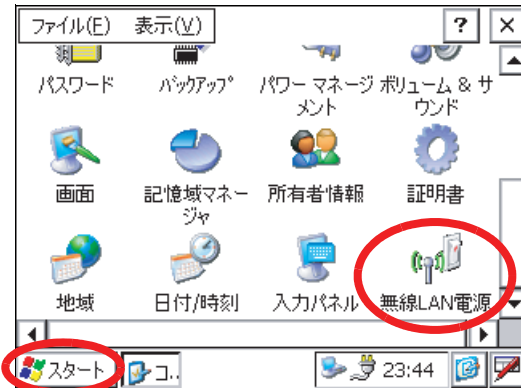 ファイル(F) 表示(V) ? ×
パスワード バックアップ パワー マネージメント ボリューム & サウンド
画面 記憶域マネージャ 所有者情報 証明書
地域 日付/時刻 入力パネル 無線LAN電源
スタート コ.. 23:44